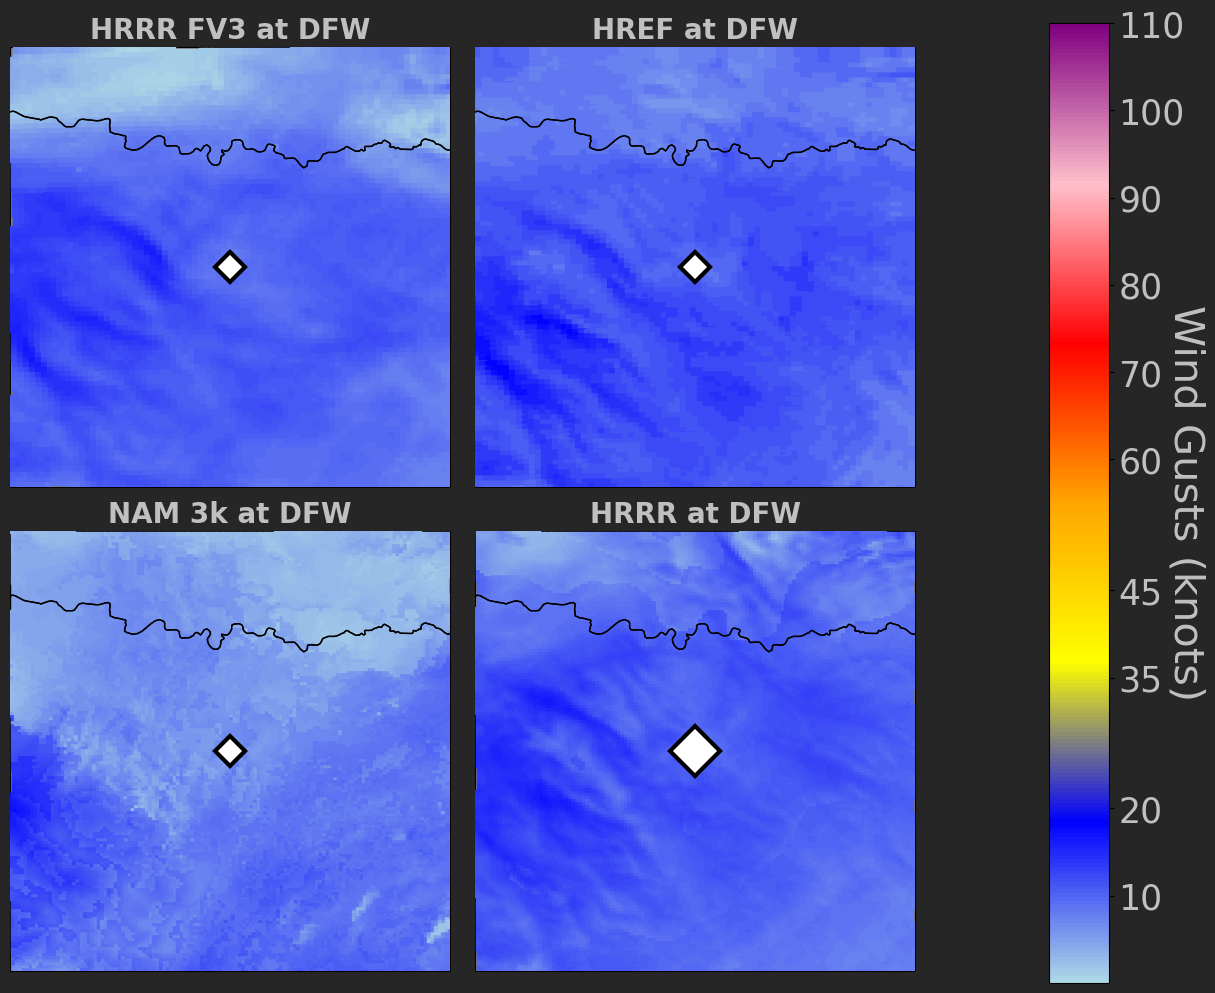 HRRR FV3 at DFW
HREF at DFW
NAM 3k at DFW
HRRR at DFW
110
100
90
80
70
60
45
35
20
10
Wind Gusts (knots)